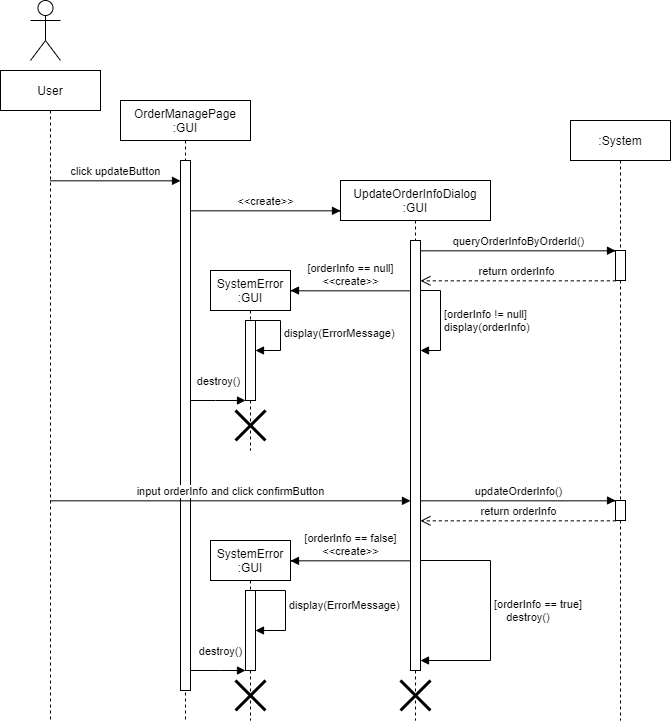 User
OrderManagePage
:GUI
:System
click updateButton
UpdateOrderInfoDialog
:GUI
<<create>>
queryOrderInfoByOrderId()
return orderInfo
[orderInfo == null]
<<create>>
SystemError
:GUI
[orderInfo != null]
display(orderInfo)
display(ErrorMessage)
destroy()
input orderInfo and click confirmButton
updateOrderInfo()
return orderInfo
[orderInfo == false]
<<create>>
SystemError
:GUI
[orderInfo == true]
destroy()
display(ErrorMessage)
destroy()